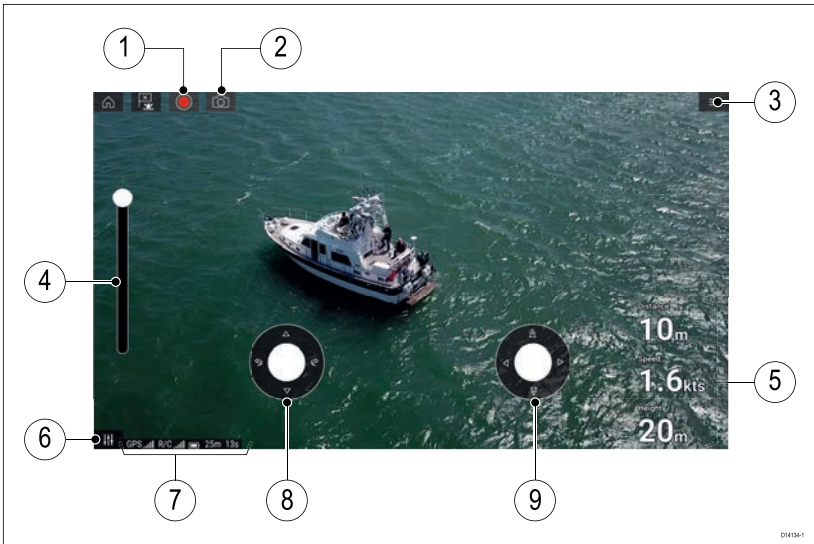 1
2
3
4
Distance
10m
Speed
1.6kts
5
Height
20m
6
GPS R/C 25m 13s
7
8
9
D14134-1